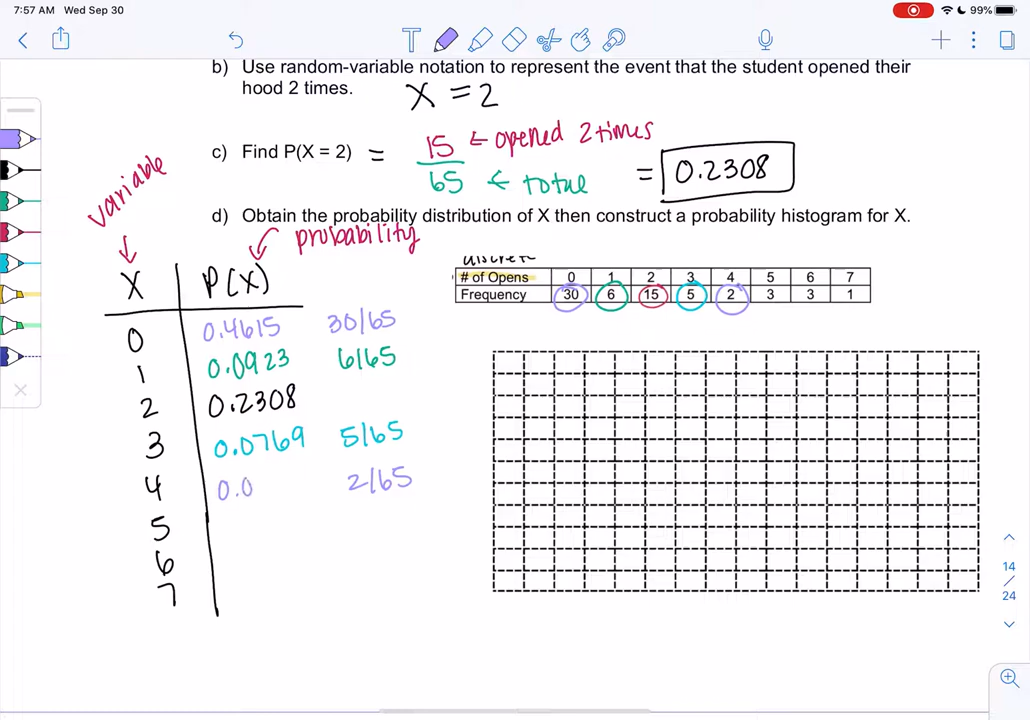 7:57 AM Wed Sep 30
99%
b) Use random-variable notation to represent the event that the student opened their
hood 2 times. X = 2
c) Find P(X = 2) = 15/65 ← opened 2 times
← total
= 0.2308
d) Obtain the probability distribution of X then construct a probability histogram for X.
variable
probability
discrete
# of Opens 0 1 2 3 4 5 6 7
Frequency 30 6 15 5 2 3 3 1
X P(X)
0 0.4615 30/65
1 0.0923 6/65
2 0.2308
3 0.0769 5/65
4 0.0 2/65
5
6
7
14
/
24